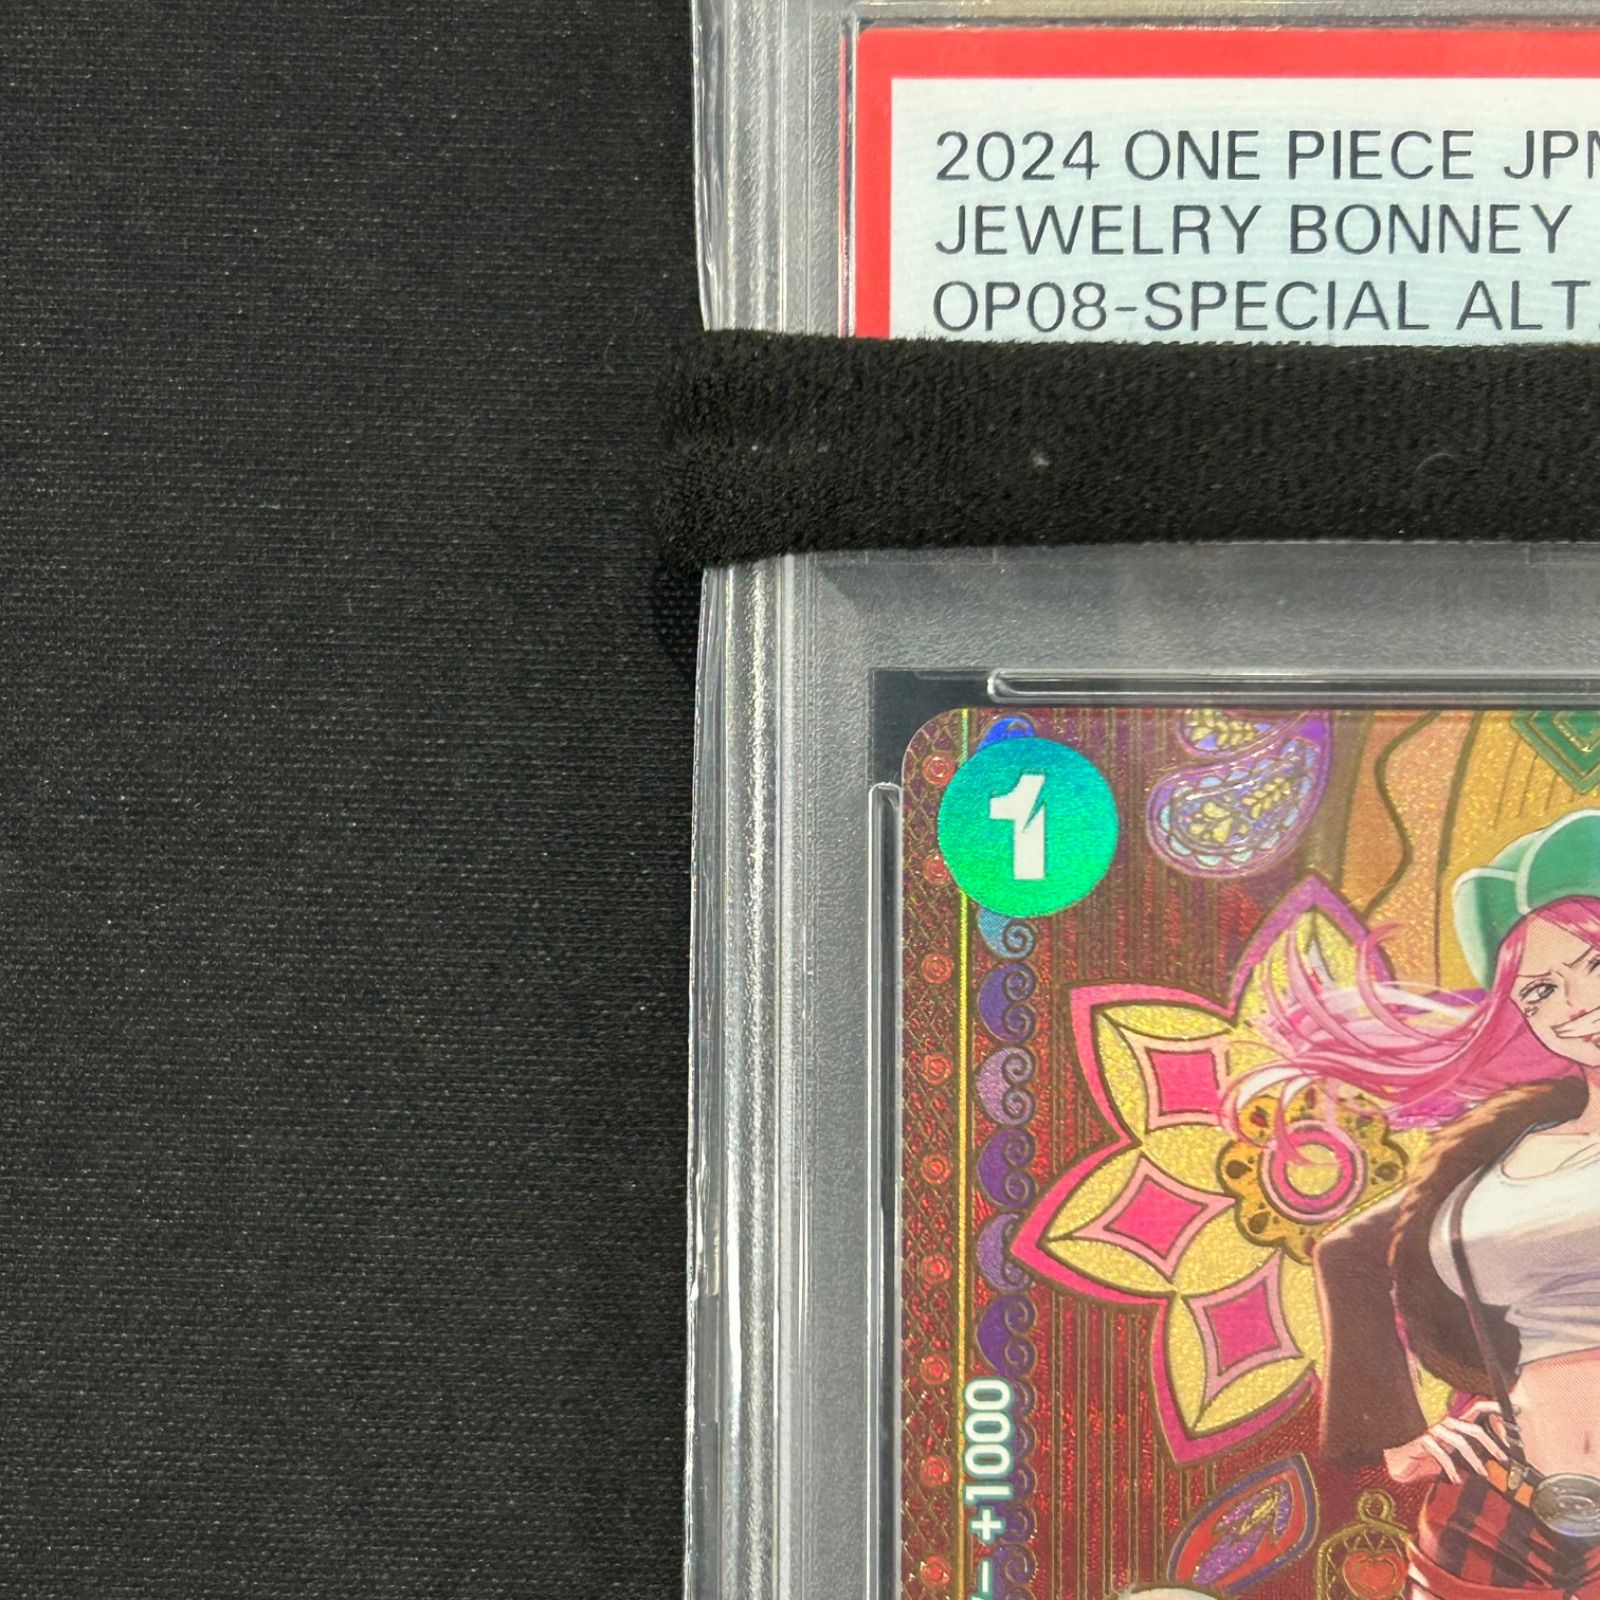 2024 ONE PIECE JPN
JEWELRY BONNEY
OP08-SPECIAL ALT.
1
+1000